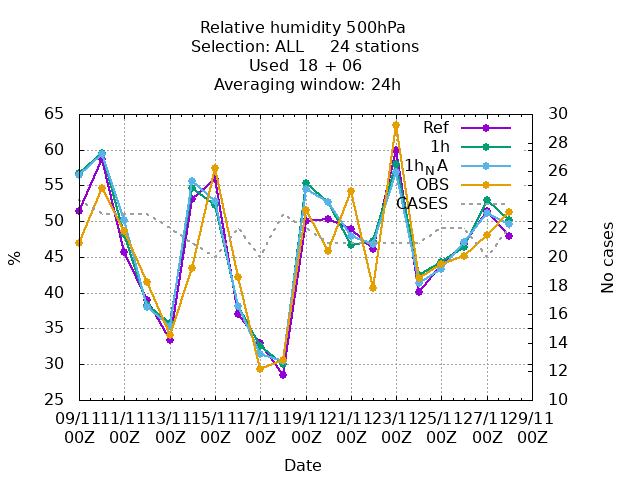 Relative humidity 500hPa
Selection: ALL 24 stations
Used 18 + 06
Averaging window: 24h
65 30
60 28
55 26
50 24
45 22
40 20
35 18
30 16
25 14
12
10
Ref
1h
1hNA
OBS
CASES
%
No cases
09/11 11/11 13/11 15/11 17/11 19/11 21/11 23/11 25/11 27/11 29/11
00Z 00Z 00Z 00Z 00Z 00Z 00Z 00Z 00Z 00Z 00Z
Date